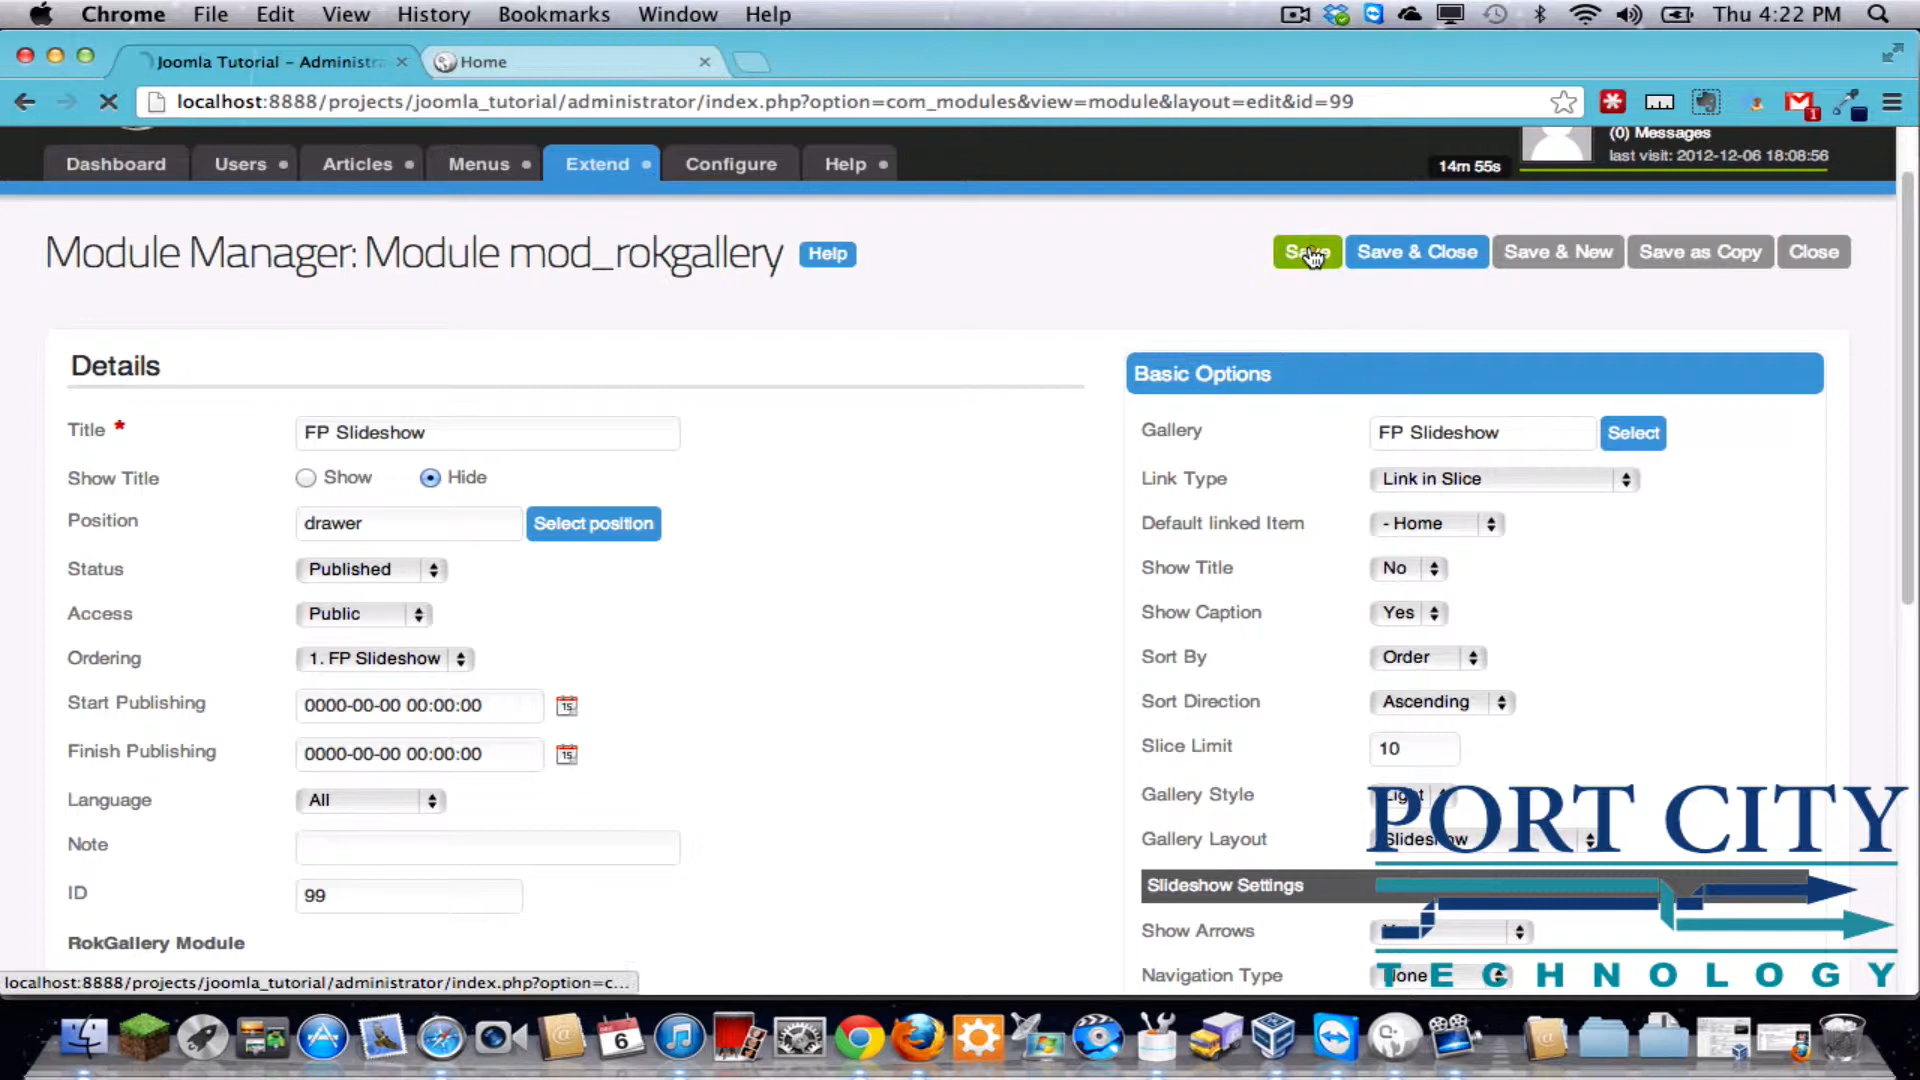 Chrome File Edit View History Bookmarks Window Help Thu 4:22 PM
Joomla Tutorial - Administra Home
localhost:8888/projects/joomla_tutorial/administrator/index.php?option=com_modules&view=module&layout=edit&id=99
(0) Messages
last visit: 2012-12-06 18:08:56
Dashboard Users Articles Menus Extend Configure Help 14m 55s
Module Manager: Module mod_rokgallery Help
Save Save & Close Save & New Save as Copy Close
Details
Title *
FP Slideshow
Show Title Show Hide
Position drawer Select position
Status Published
Access Public
Ordering 1. FP Slideshow
Start Publishing 0000-00-00 00:00:00
Finish Publishing 0000-00-00 00:00:00
Language All
Note
ID 99
RokGallery Module
Basic Options
Gallery FP Slideshow Select
Link Type Link in Slice
Default linked Item - Home
Show Title No
Show Caption Yes
Sort By Order
Sort Direction Ascending
Slice Limit 10
Gallery Style Light
Gallery Layout Slideshow
Slideshow Settings
Show Arrows
Navigation Type None
PORT CITY
TECHNOLOGY
localhost:8888/projects/joomla_tutorial/administrator/index.php?option=c...